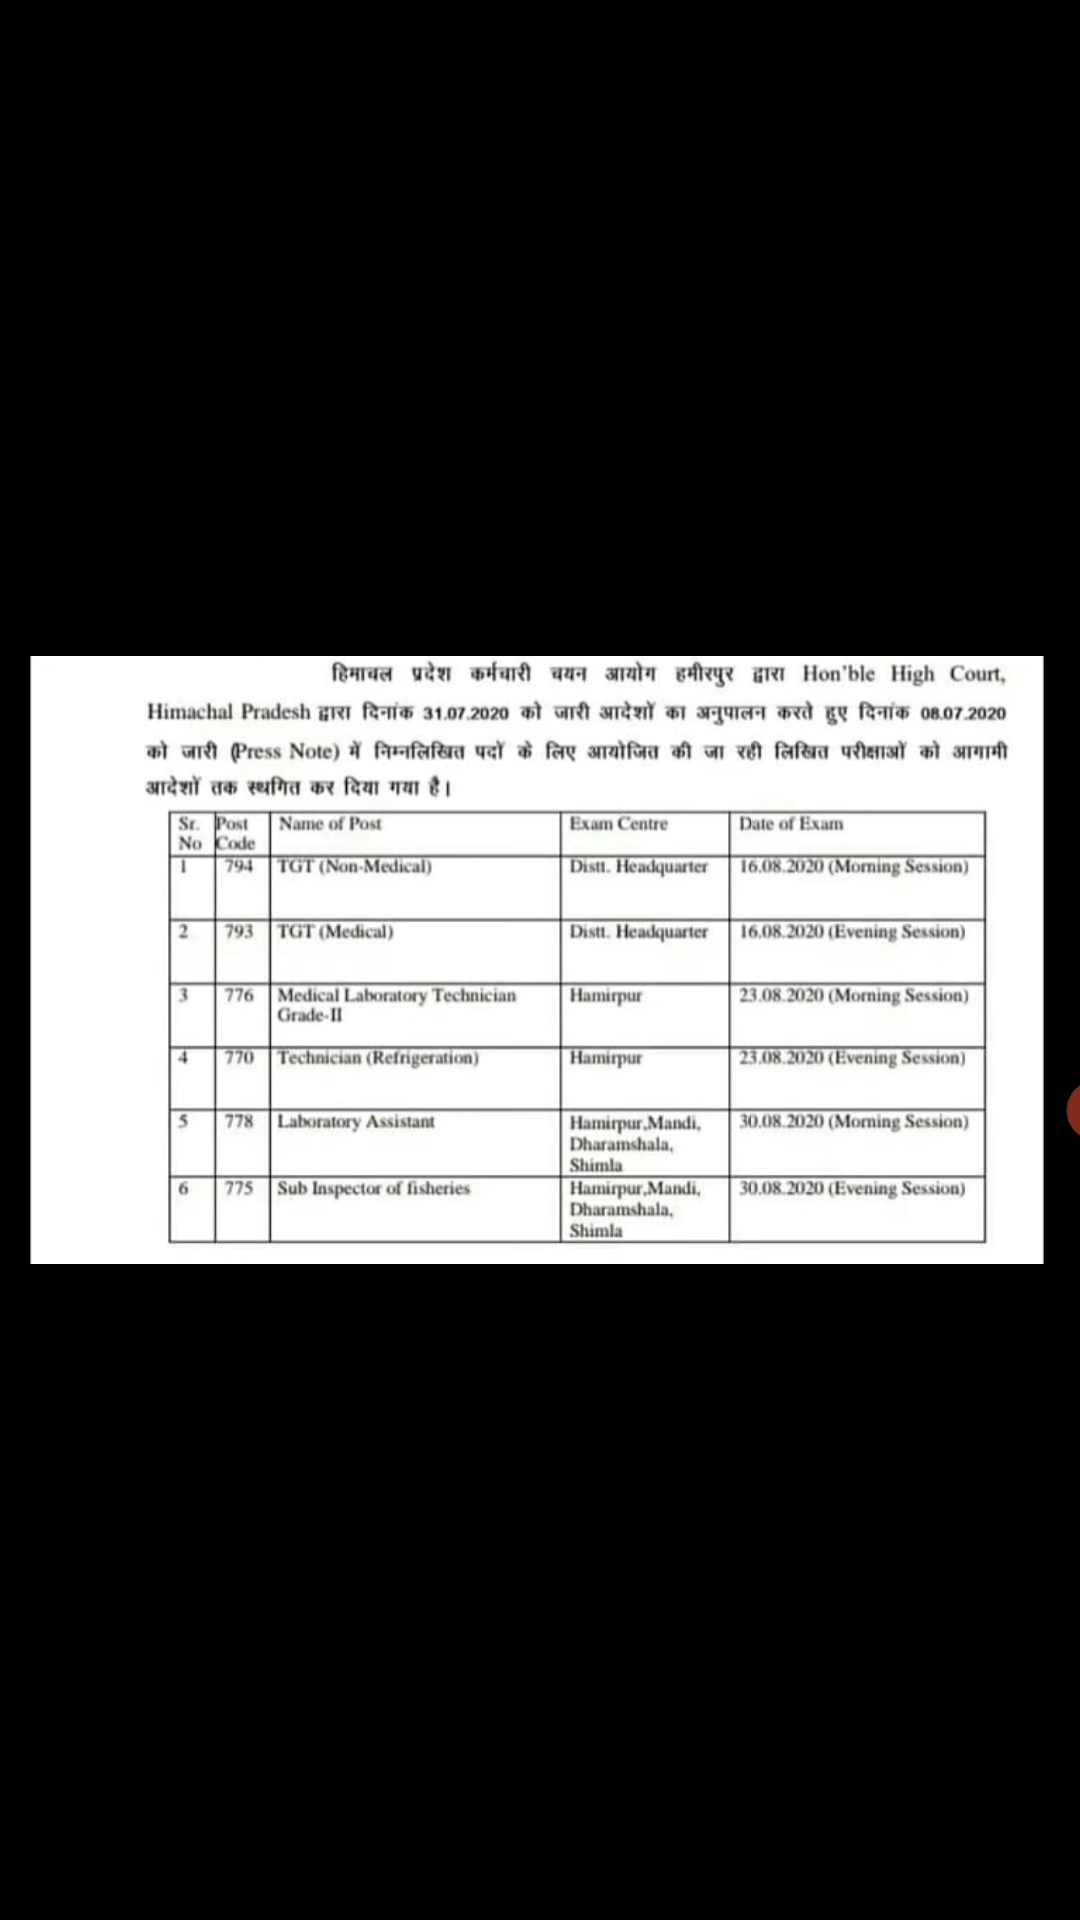 हिमाचल प्रदेश कर्मचारी चयन आयोग हमीरपुर द्वारा Hon'ble High Court,
Himachal Pradesh द्वारा दिनांक 31.07.2020 को जारी आदेशों का अनुपालन करते हुए दिनांक 08.07.2020
को जारी (Press Note) में निम्नलिखित पदों के लिए आयोजित की जा रही लिखित परीक्षाओं को आगामी
आदेशों तक स्थगित कर दिया गया है।
Sr. No Post Code Name of Post Exam Centre Date of Exam
1 794 TGT (Non-Medical) Distt. Headquarter 16.08.2020 (Morning Session)
2 793 TGT (Medical) Distt. Headquarter 16.08.2020 (Evening Session)
3 776 Medical Laboratory Technician Hamirpur 23.08.2020 (Morning Session)
Grade-II
4 770 Technician (Refrigeration) Hamirpur 23.08.2020 (Evening Session)
5 778 Laboratory Assistant Hamirpur,Mandi, 30.08.2020 (Morning Session)
Dharamshala,
Shimla
6 775 Sub Inspector of fisheries Hamirpur,Mandi, 30.08.2020 (Evening Session)
Dharamshala,
Shimla